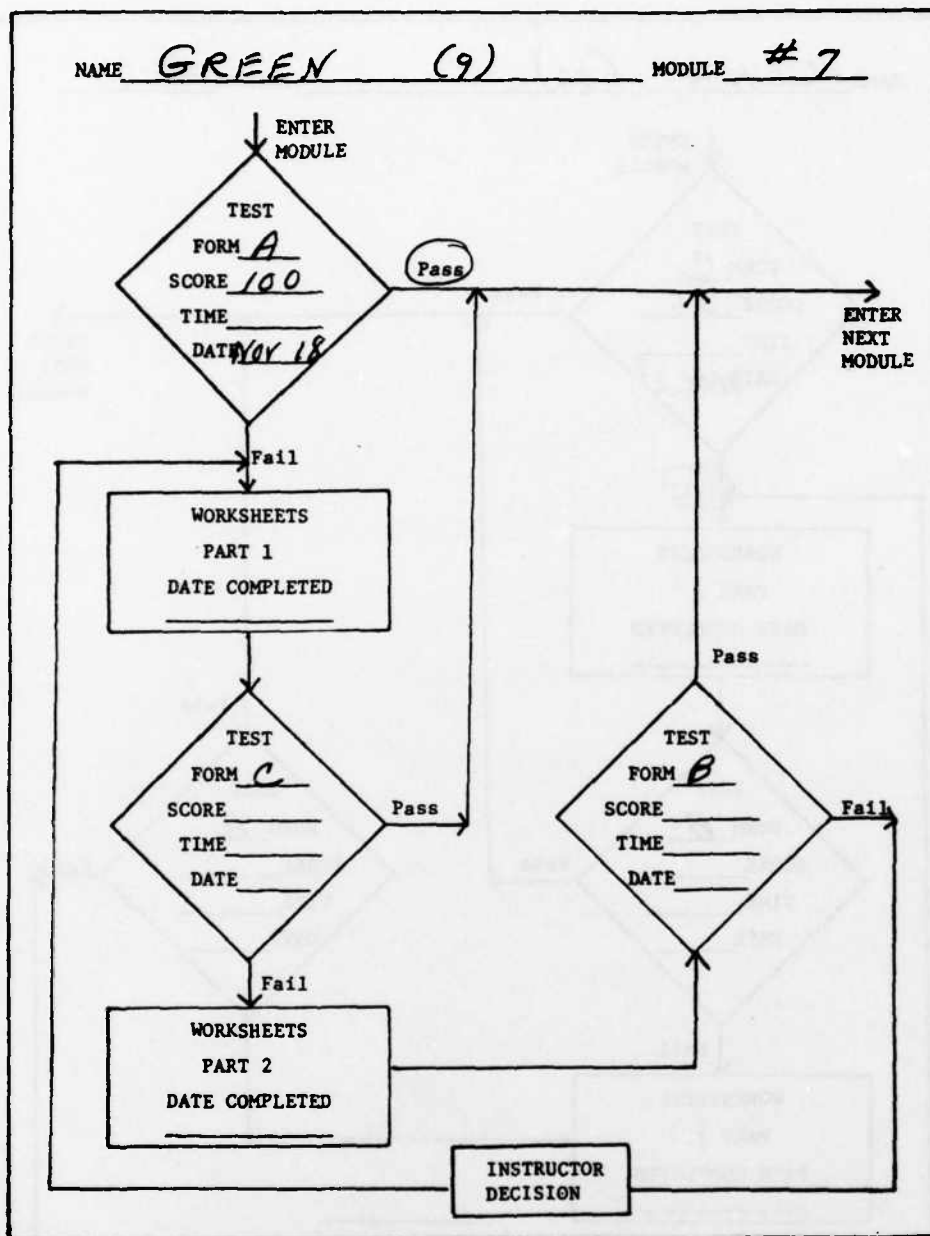 NAME GREEN (9) MODULE # 7
ENTER
MODULE
TEST
FORM A
SCORE 100
TIME
DATE Nov 18
Pass
ENTER
NEXT
MODULE
Fail
WORKSHEETS
PART 1
DATE COMPLETED
TEST
FORM C
SCORE
TIME
DATE
Pass
Fail
WORKSHEETS
PART 2
DATE COMPLETED
Pass
TEST
FORM B
SCORE
TIME
DATE
Fail
INSTRUCTOR
DECISION